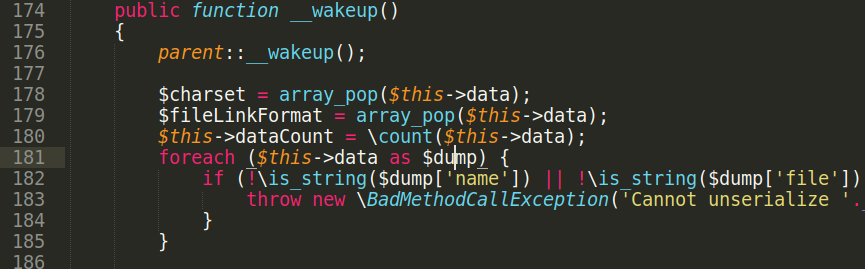 174 public function __wakeup()
175 {
176 parent::__wakeup();
177
178 $charset = array_pop($this->data);
179 $fileLinkFormat = array_pop($this->data);
180 $this->dataCount = \count($this->data);
181 foreach ($this->data as $dump) {
182 if (!\is_string($dump['name']) || !\is_string($dump['file'])
183 throw new \BadMethodCallException('Cannot unserialize '.
184 }
185 }
186